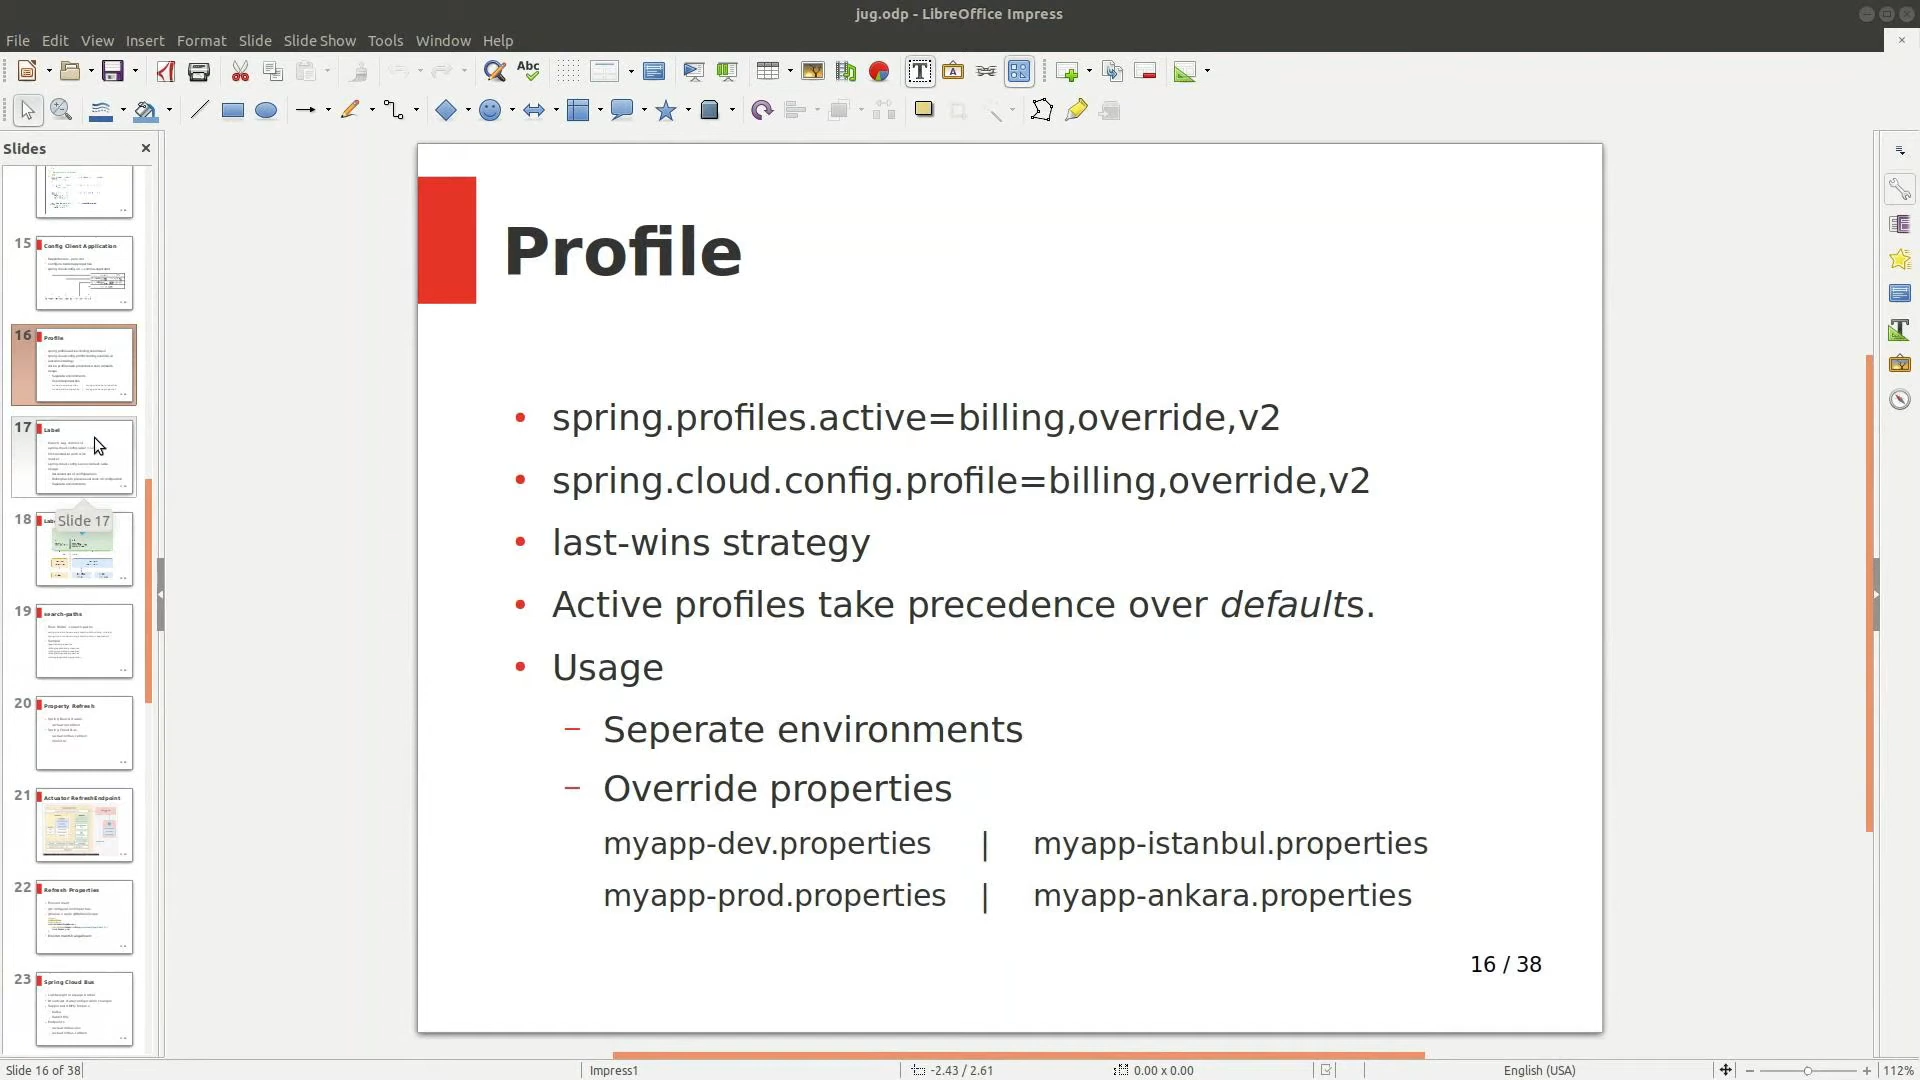 jug.odp - LibreOffice Impress
File Edit View Insert Format Slide Slide Show Tools Window Help
Slides
15 Config Client Application
16 Profile
17 Label
Slide 17
18
19 search-paths
20 Property Refresh
21 Actuator RefreshEndpoint
22 Refresh Properties
23 Spring Cloud Bus
Profile
• spring.profiles.active=billing,override,v2
• spring.cloud.config.profile=billing,override,v2
• last-wins strategy
• Active profiles take precedence over defaults.
• Usage
– Seperate environments
– Override properties
myapp-dev.properties | myapp-istanbul.properties
myapp-prod.properties | myapp-ankara.properties
16 / 38
Slide 16 of 38 Impress1 -2.43 / 2.61 0.00 x 0.00 English (USA) 112%